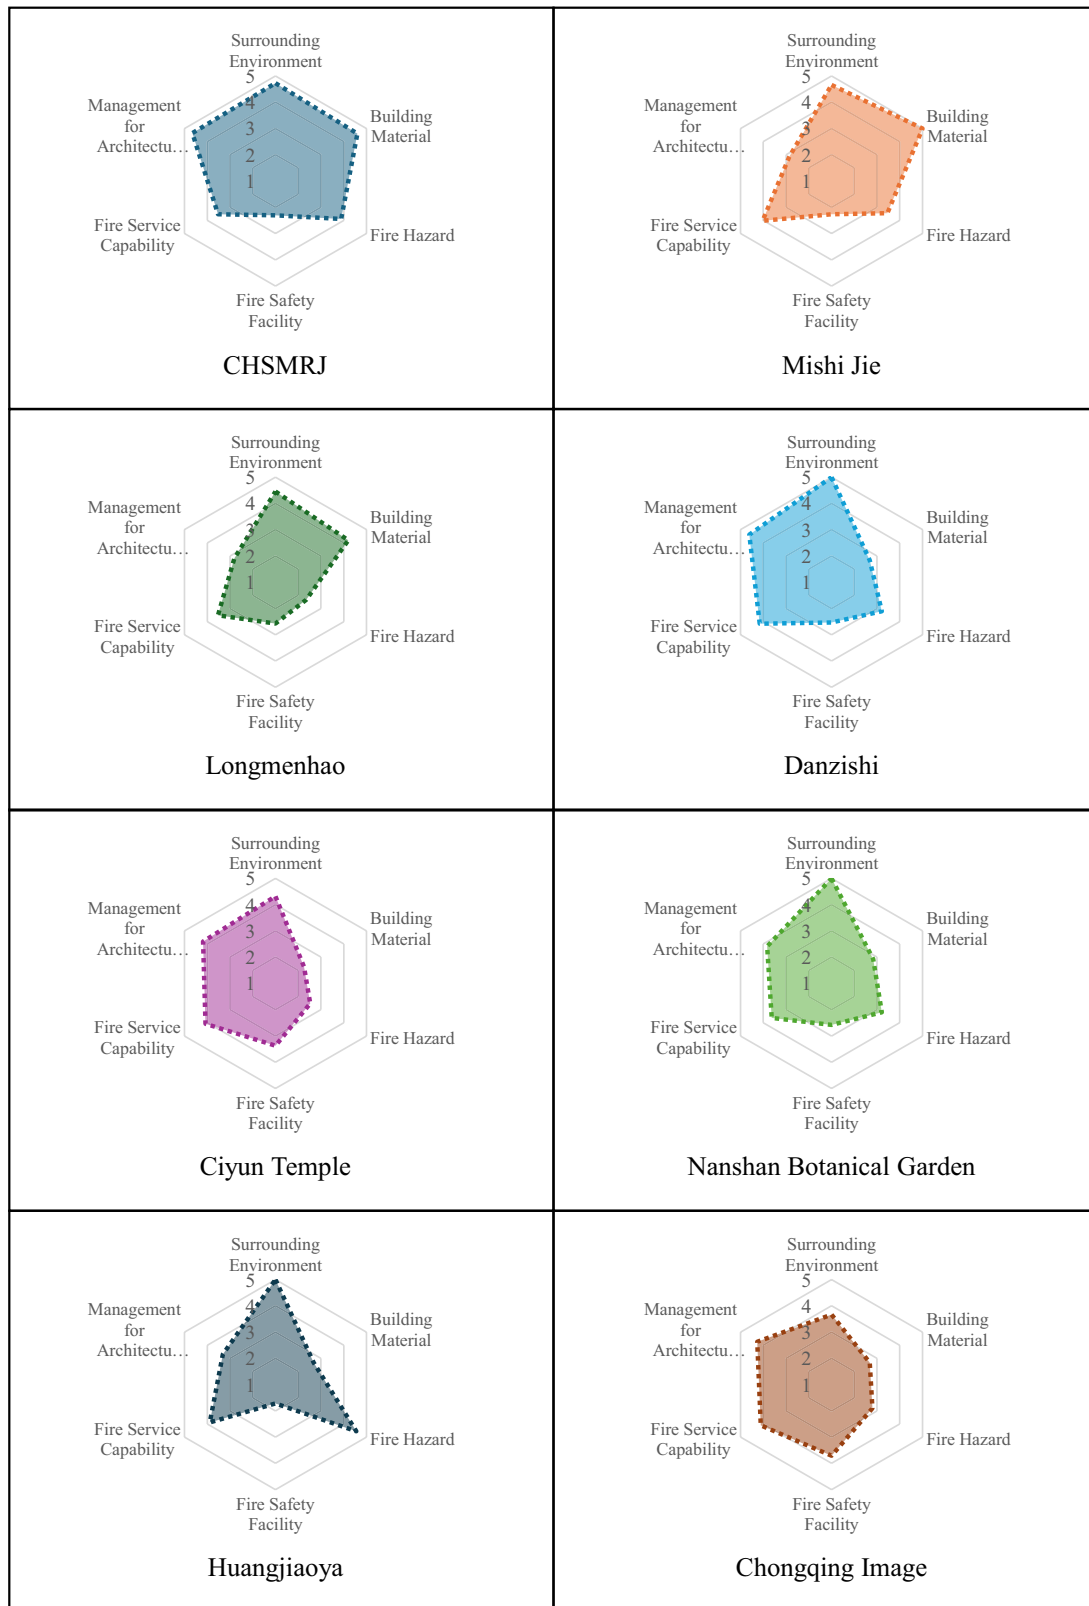 Surrounding
Environment
5
4
3
2
1
Management
for
Architectu…
Building
Material
Fire Service
Capability
Fire Hazard
Fire Safety
Facility
CHSMRJ
Surrounding
Environment
5
4
3
2
1
Management
for
Architectu…
Building
Material
Fire Service
Capability
Fire Hazard
Fire Safety
Facility
Mishi Jie
Surrounding
Environment
5
4
3
2
1
Management
for
Architectu…
Building
Material
Fire Service
Capability
Fire Hazard
Fire Safety
Facility
Longmenhao
Surrounding
Environment
5
4
3
2
1
Management
for
Architectu…
Building
Material
Fire Service
Capability
Fire Hazard
Fire Safety
Facility
Danzishi
Surrounding
Environment
5
4
3
2
1
Management
for
Architectu…
Building
Material
Fire Service
Capability
Fire Hazard
Fire Safety
Facility
Ciyun Temple
Surrounding
Environment
5
4
3
2
1
Management
for
Architectu…
Building
Material
Fire Service
Capability
Fire Hazard
Fire Safety
Facility
Nanshan Botanical Garden
Surrounding
Environment
5
4
3
2
1
Management
for
Architectu…
Building
Material
Fire Service
Capability
Fire Hazard
Fire Safety
Facility
Huangjiaoya
Surrounding
Environment
5
4
3
2
1
Management
for
Architectu…
Building
Material
Fire Service
Capability
Fire Hazard
Fire Safety
Facility
Chongqing Image